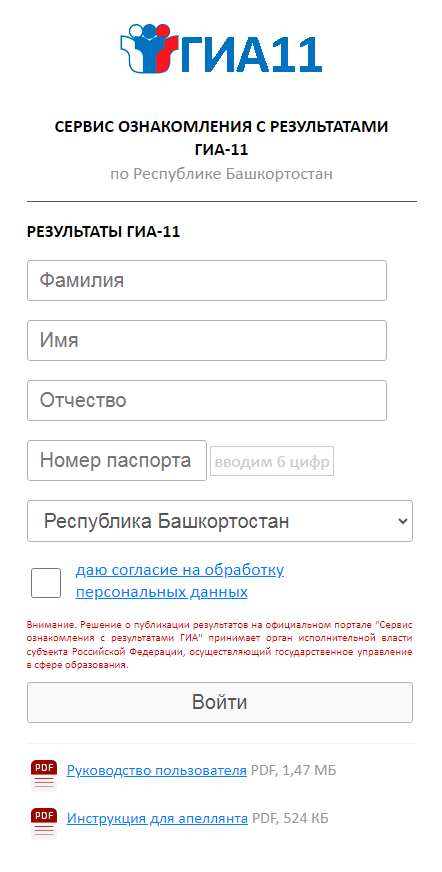 ГИА11
СЕРВИС ОЗНАКОМЛЕНИЯ С РЕЗУЛЬТАТАМИ
ГИА-11
по Республике Башкортостан
РЕЗУЛЬТАТЫ ГИА-11
Фамилия
Имя
Отчество
Номер паспорта вводим 6 цифр
Республика Башкортостан
даю согласие на обработку
персональных данных
Внимание. Решение о публикации результатов на официальном портале "Сервис
ознакомления с результатами ГИА" принимает орган исполнительной власти
субъекта Российской Федерации, осуществляющий государственное управление
в сфере образования.
Войти
PDF Руководство пользователя PDF, 1,47 МБ
PDF Инструкция для апеллянта PDF, 524 КБ